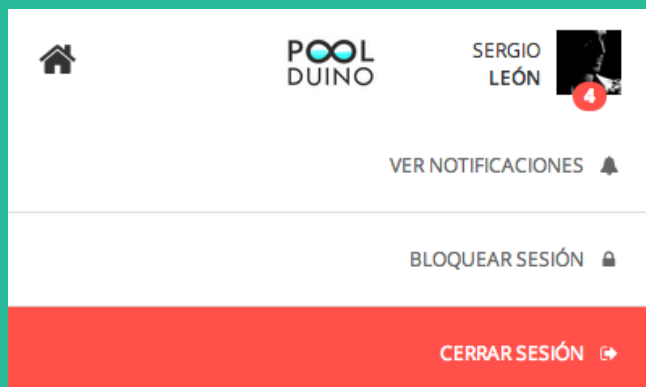 POOL
DUINO
SERGIO
LEÓN
4
VER NOTIFICACIONES
BLOQUEAR SESIÓN
CERRAR SESIÓN